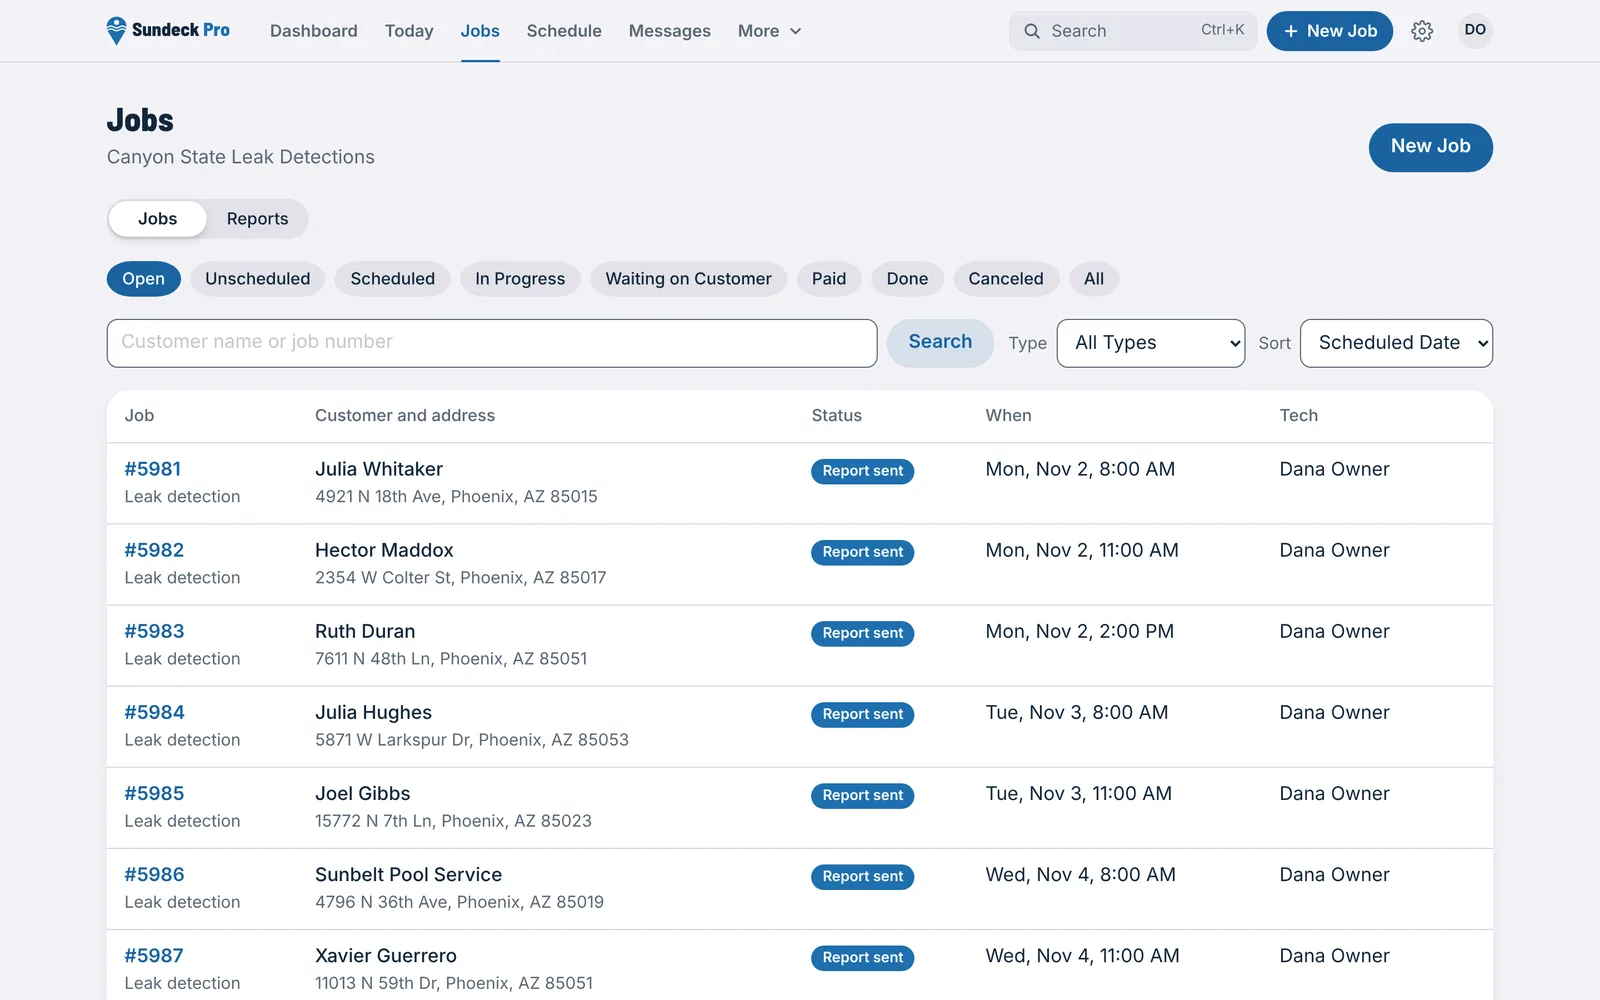 Sundeck Pro
Dashboard
Today
Jobs
Schedule
Messages
More
Search
Ctrl+K
+ New Job
DO
Jobs
Canyon State Leak Detections
New Job
Jobs
Reports
Open
Unscheduled
Scheduled
In Progress
Waiting on Customer
Paid
Done
Canceled
All
Customer name or job number
Search
Type
All Types
Sort
Scheduled Date
Job
Customer and address
Status
When
Tech
#5981
Julia Whitaker
Report sent
Mon, Nov 2, 8:00 AM
Dana Owner
Leak detection
4921 N 18th Ave, Phoenix, AZ 85015
#5982
Hector Maddox
Report sent
Mon, Nov 2, 11:00 AM
Dana Owner
Leak detection
2354 W Colter St, Phoenix, AZ 85017
#5983
Ruth Duran
Report sent
Mon, Nov 2, 2:00 PM
Dana Owner
Leak detection
7611 N 48th Ln, Phoenix, AZ 85051
#5984
Julia Hughes
Report sent
Tue, Nov 3, 8:00 AM
Dana Owner
Leak detection
5871 W Larkspur Dr, Phoenix, AZ 85053
#5985
Joel Gibbs
Report sent
Tue, Nov 3, 11:00 AM
Dana Owner
Leak detection
15772 N 7th Ln, Phoenix, AZ 85023
#5986
Sunbelt Pool Service
Report sent
Wed, Nov 4, 8:00 AM
Dana Owner
Leak detection
4796 N 36th Ave, Phoenix, AZ 85019
#5987
Xavier Guerrero
Report sent
Wed, Nov 4, 11:00 AM
Dana Owner
Leak detection
11013 N 59th Dr, Phoenix, AZ 85051